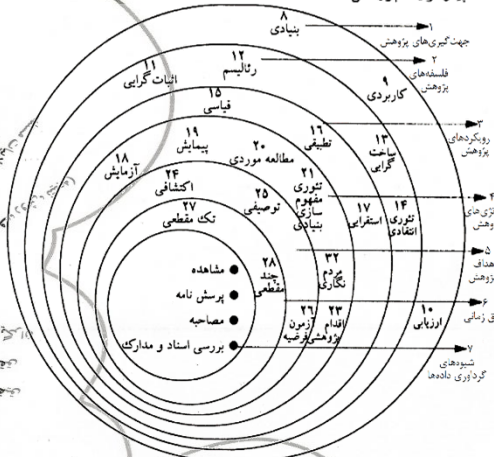 ۸
بنیادی
۱
جهت‌گیری‌های پژوهش
۲
فلسفه‌های
پژوهش
۱۲
رئالیسم
۱۱
اثبات گرایی
۹
کاربردی
۱۵
قیاسی
۳
رویکردهای
پژوهش
۱۶
تطبیقی
۱۳
ساخت
گرایی
۱۹
پیمایش
۲۰
مطالعه موردی
۱۸
آزمایش
۲۱
تئوری
مفهوم
سازی
بنیادی
۲۴
اکتشافی
۲۵
توصیفی
۱۷
استقرایی
۱۴
تئوری
انتقادی
۴
۲۷
تک مقطعی
۵
پژوهش
۲۸
چند
مقطعی
۳۲
مردم
نگاری
۶
زمانی
۲۶
آزمون
فرضیه
۲۳
اقدام
پژوهشی
۱۰
ارزیابی
مشاهده
پرسش نامه
مصاحبه
بررسی اسناد و مدارک
۷
شیوه‌های
گردآوری داده‌ها